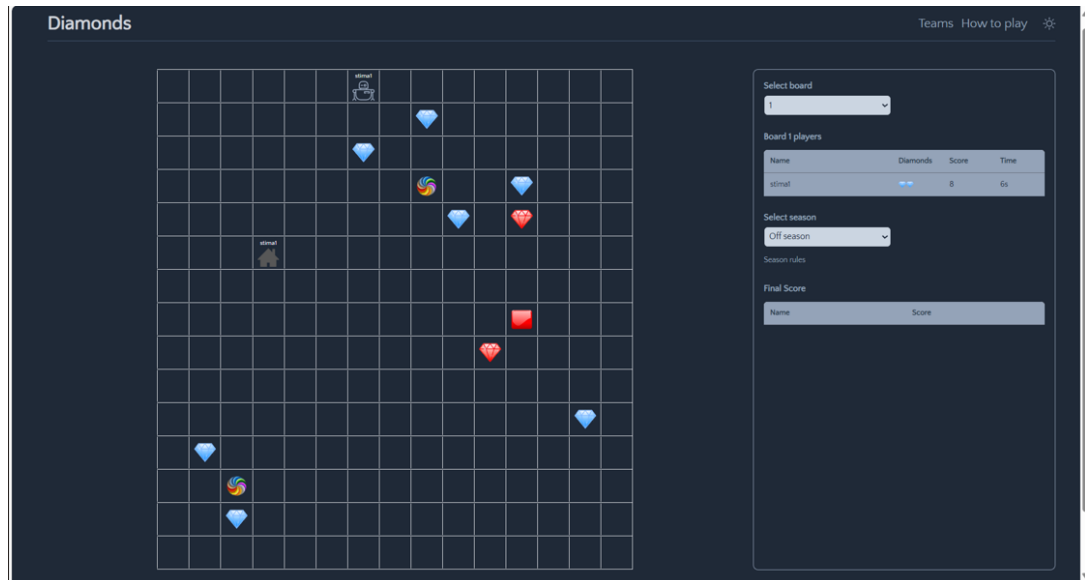 Diamonds
Teams How to play
stima1
stima1
Select board
1
Board 1 players
Name Diamonds Score Time
stima1 8 6s
Select season
Off season
Season rules
Final Score
Name Score